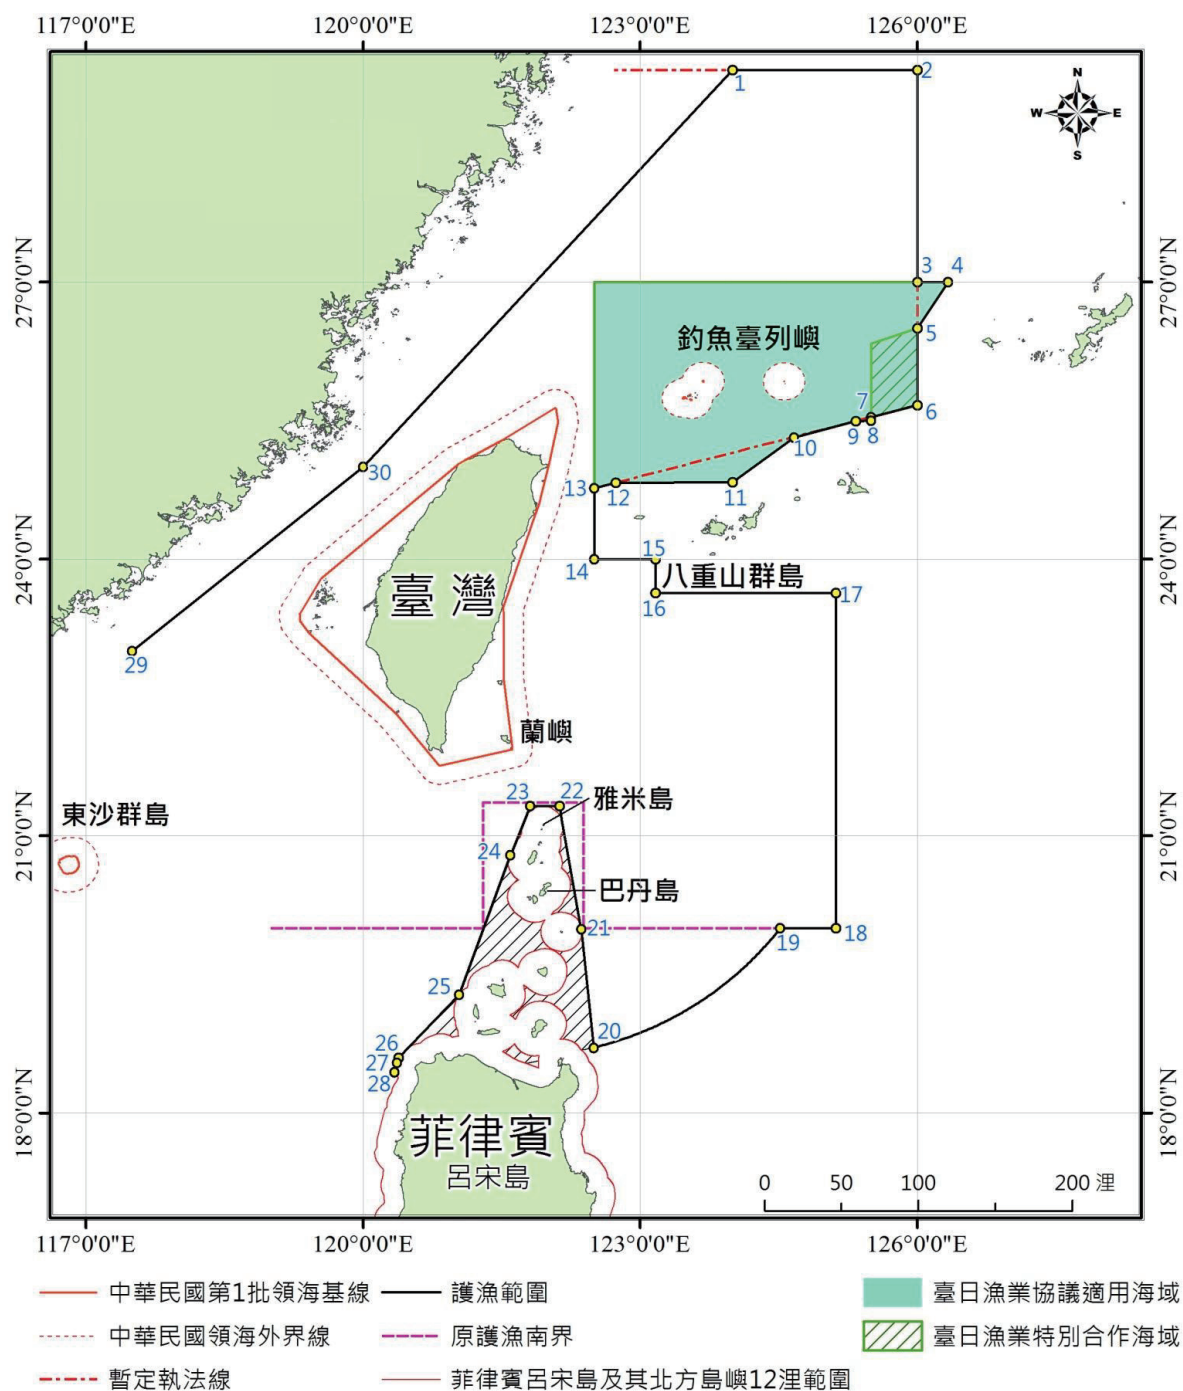 117°0'0"E
120°0'0"E
123°0'0"E
126°0'0"E
1
2
N
W
E
S
27°0'0"N
3
4
27°0'0"N
釣魚臺列嶼
5
7
6
8
9
10
30
13
12
11
24°0'0"N
14
15
24°0'0"N
臺灣
八重山群島
16
17
29
蘭嶼
東沙群島
23
22
雅米島
21°0'0"N
24
21°0'0"N
巴丹島
21
19
18
25
20
26
27
28
18°0'0"N
菲律賓
呂宋島
18°0'0"N
0
50
100
200 浬
117°0'0"E
120°0'0"E
123°0'0"E
126°0'0"E
中華民國第1批領海基線
護漁範圍
臺日漁業協議適用海域
中華民國領海外界線
原護漁南界
臺日漁業特別合作海域
暫定執法線
菲律賓呂宋島及其北方島嶼12浬範圍